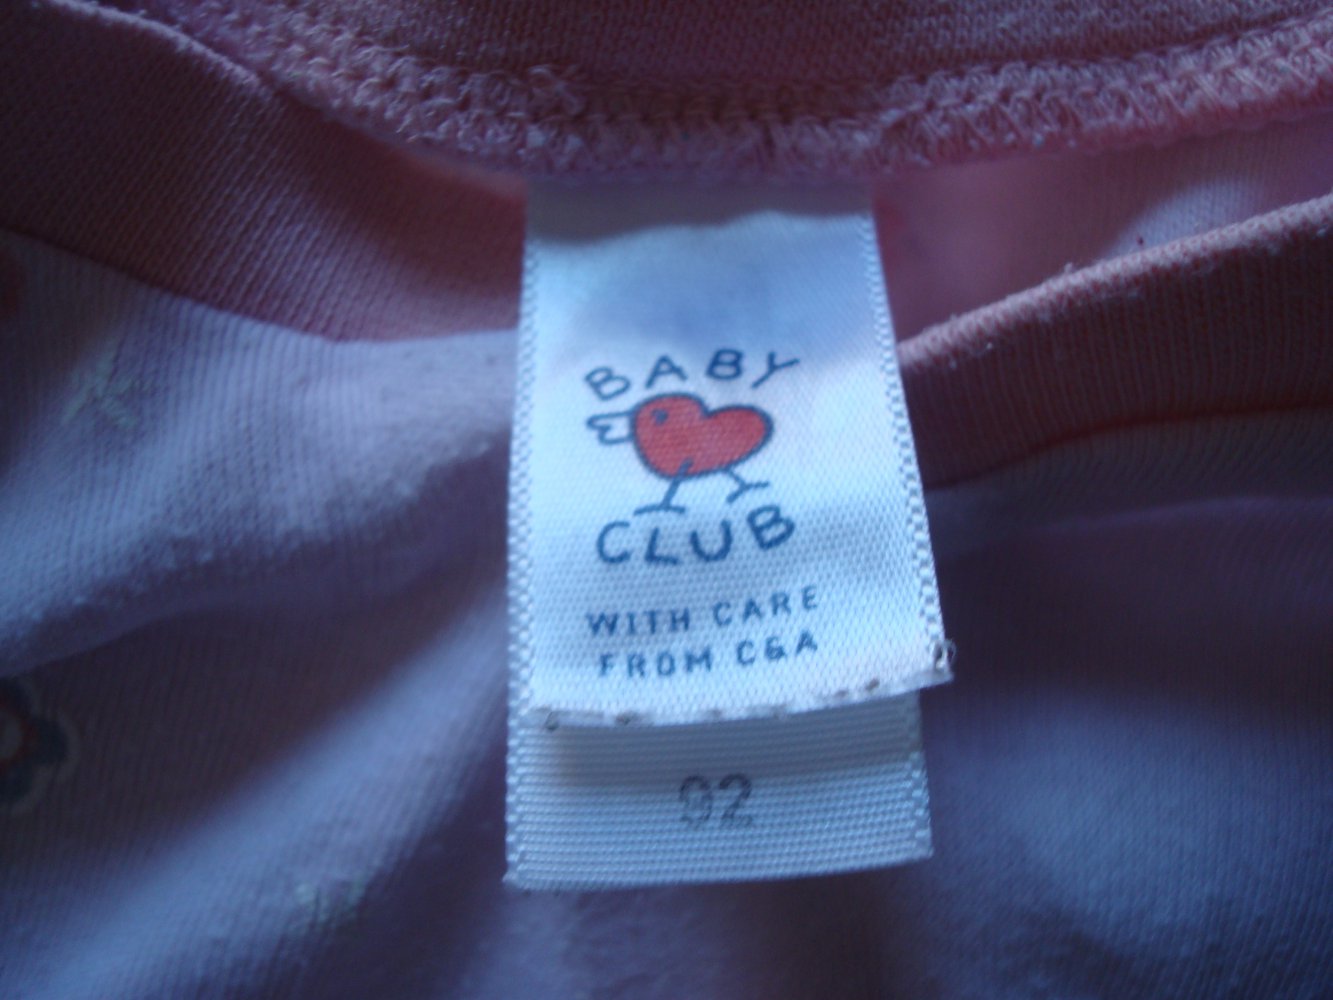 BABY
CLUB
WITH CARE
FROM C&A
92